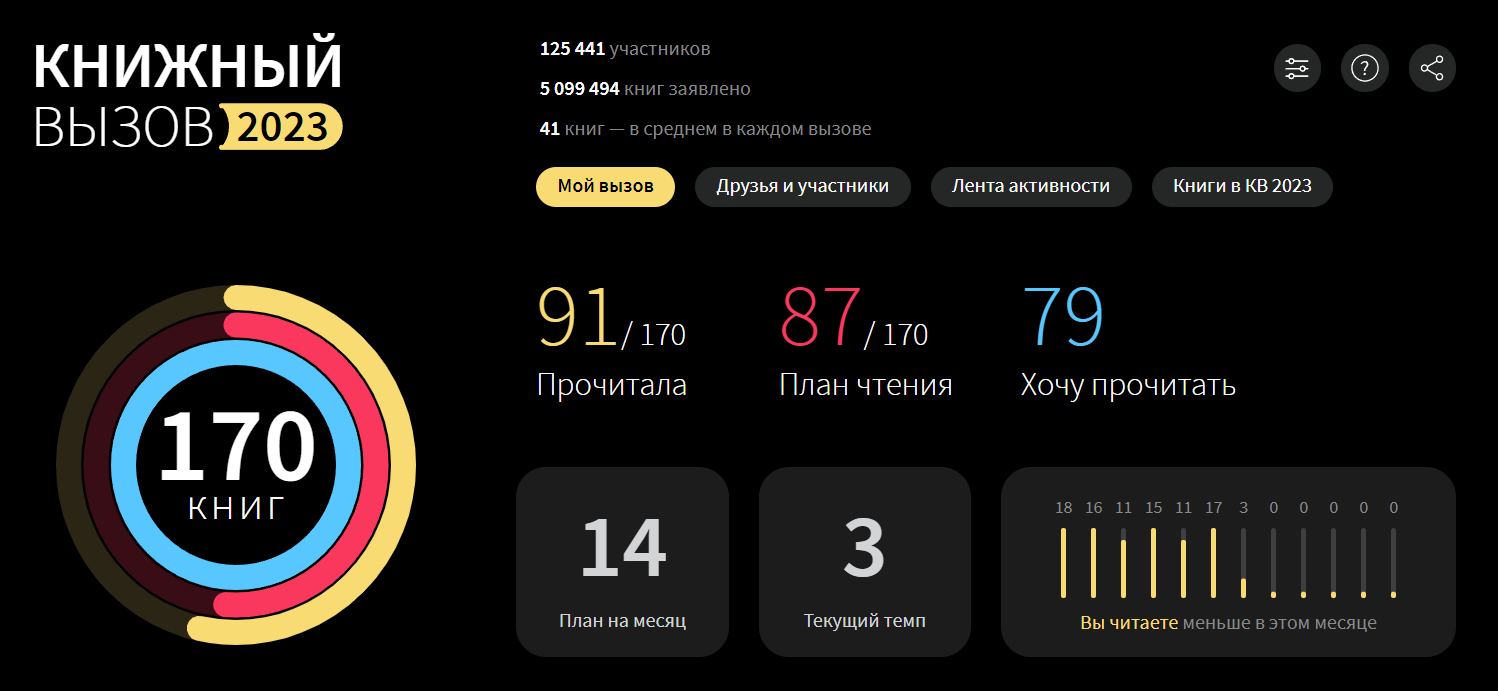 КНИЖНЫЙ
ВЫЗОВ 2023
125 441 участников
5 099 494 книг заявлено
41 книг — в среднем в каждом вызове
?
Мой вызов
Друзья и участники
Лента активности
Книги в КВ 2023
170
КНИГ
91 / 170
Прочитала
87 / 170
План чтения
79
Хочу прочитать
14
План на месяц
3
Текущий темп
18 16 11 15 11 17 3 0 0 0 0 0
Вы читаете меньше в этом месяце